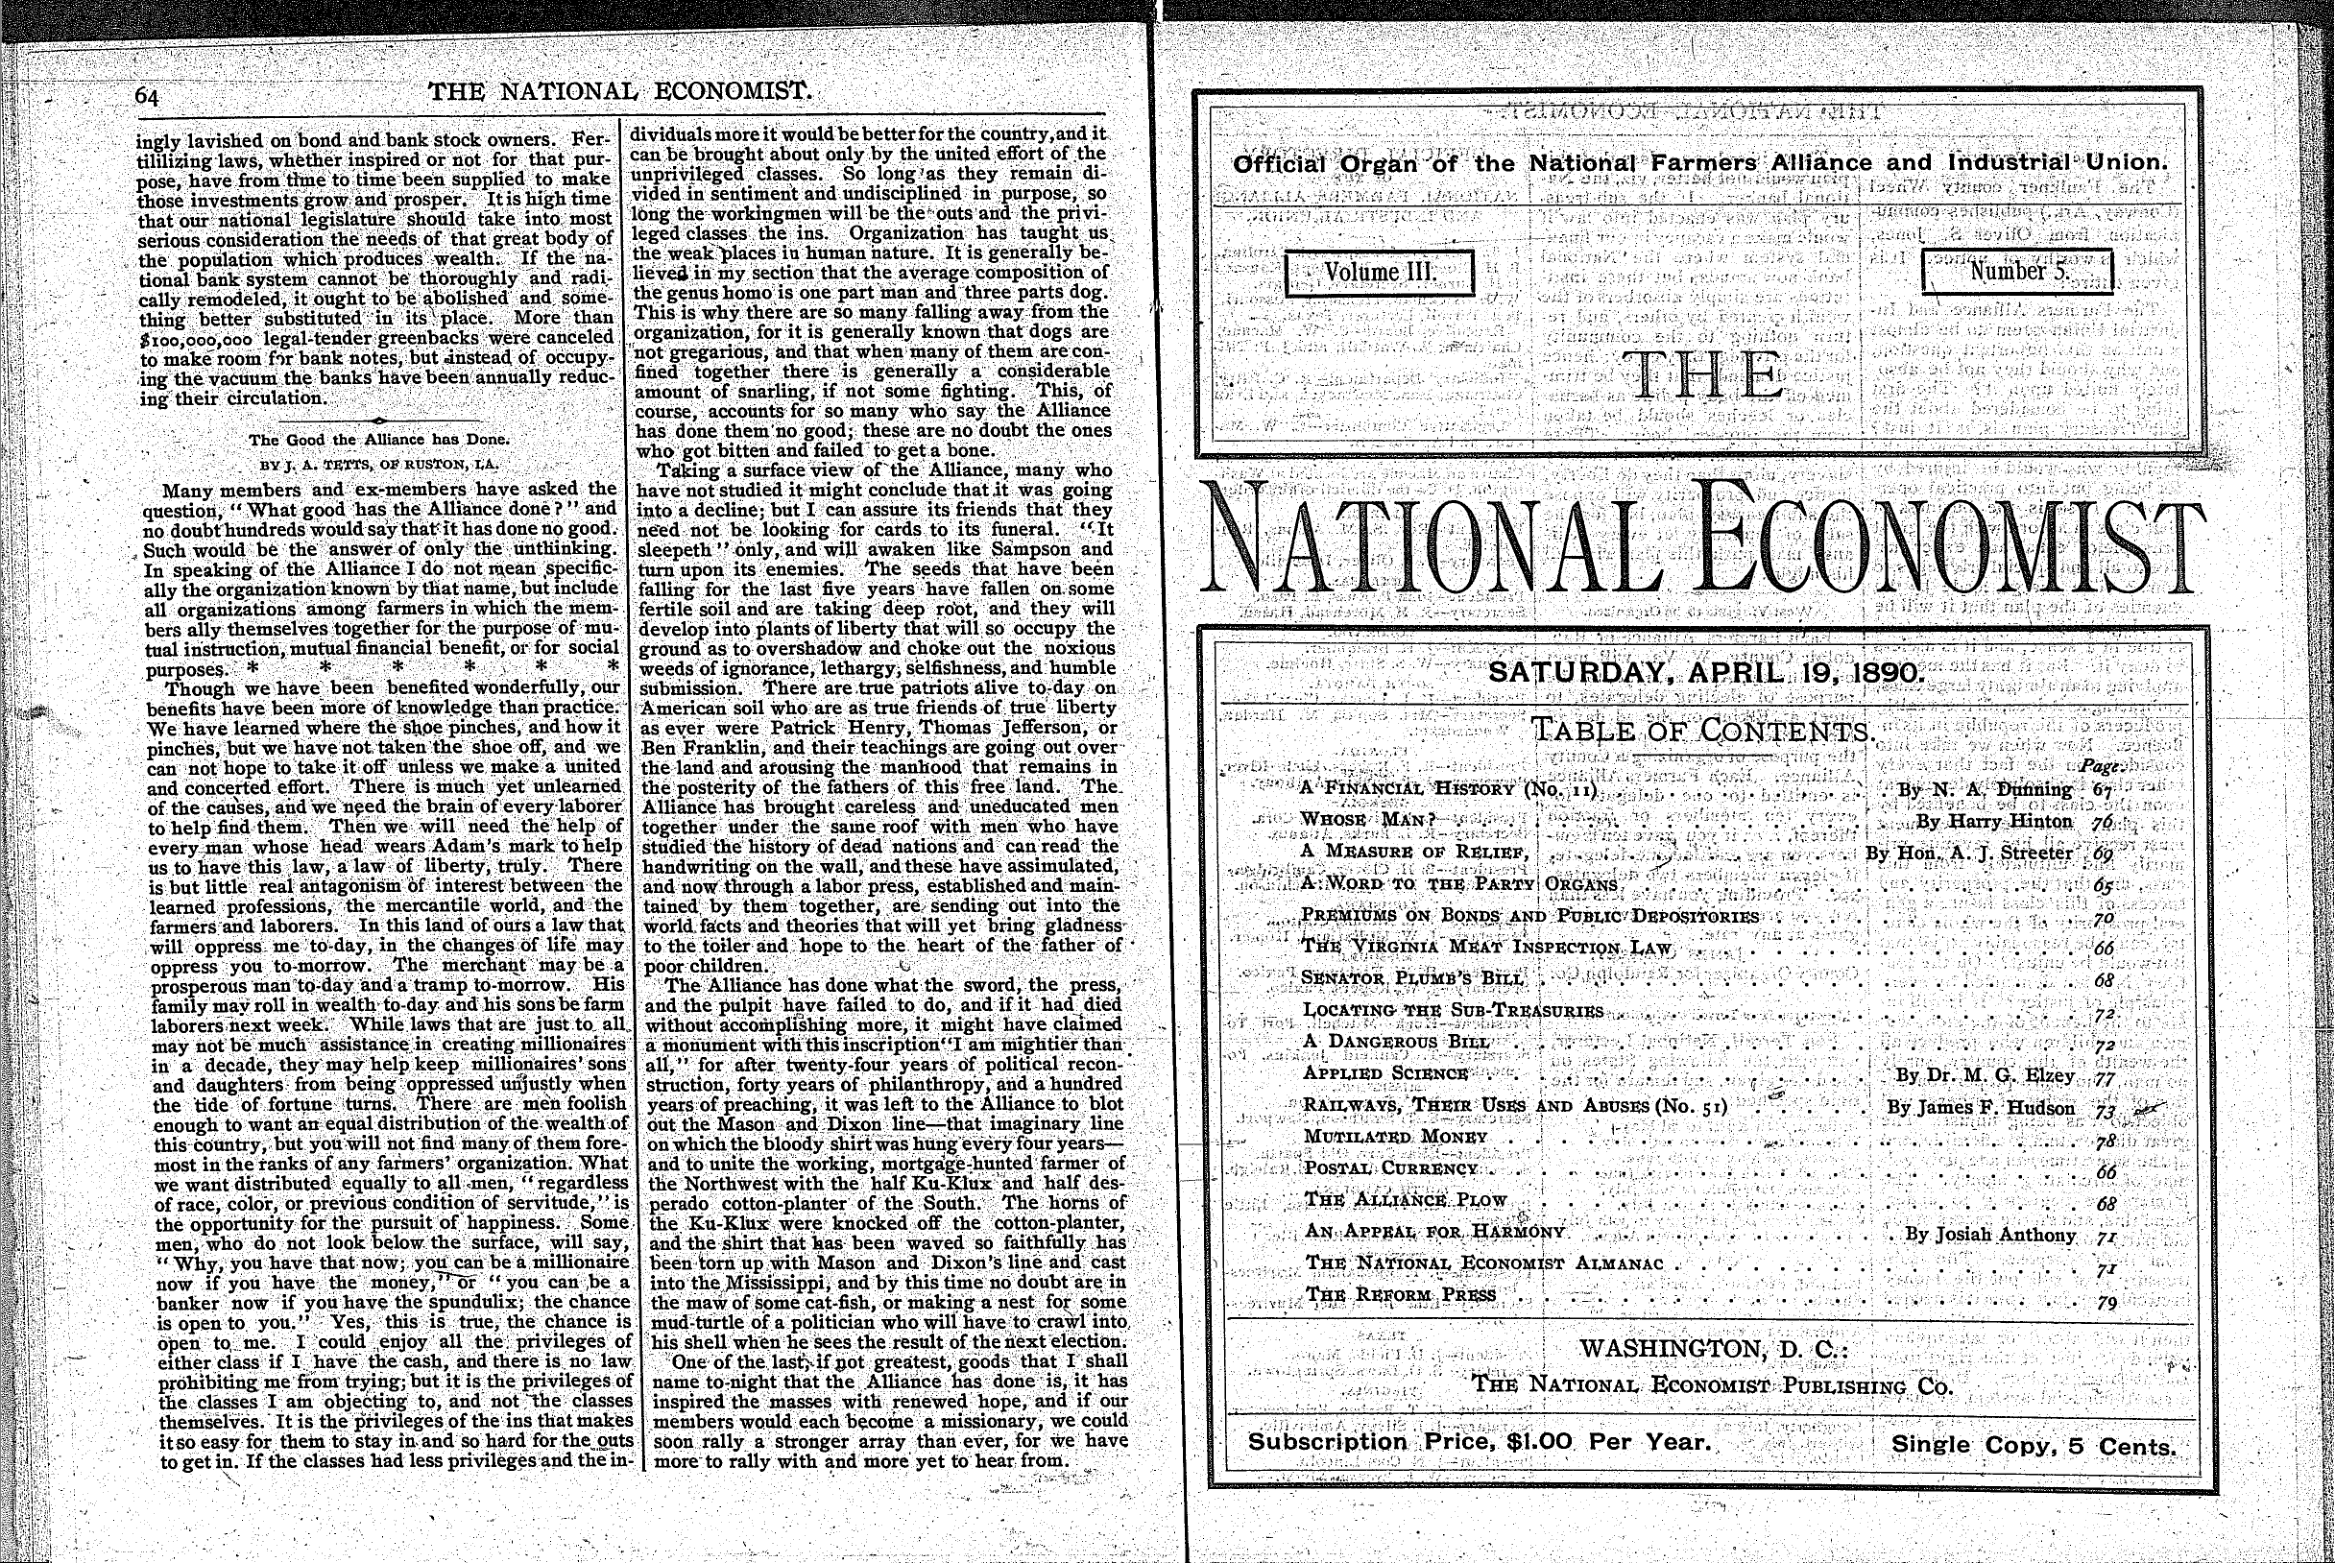 64
THE NATIONAL ECONOMIST.
ingly lavished on bond and bank stock owners. Fer-
tililizing laws, whether inspired or not for that pur-
pose, have from time to time been supplied to make
those investments grow and prosper. It is high time
that our national legislature should take into most
serious consideration the needs of that great body of
the population which produces wealth. If the na-
tional bank system cannot be thoroughly and radi-
cally remodeled, it ought to be abolished and some-
thing better substituted in its place. More than
$100,000,000 legal-tender greenbacks were canceled
to make room for bank notes, but instead of occupy-
ing the vacuum the banks have been annually reduc-
ing their circulation.
The Good the Alliance has Done.
BY J. A. TETTS, OF RUSTON, LA.
Many members and ex-members have asked the
question, "What good has the Alliance done?" and
no doubt hundreds would say that it has done no good.
Such would be the answer of only the unthinking.
In speaking of the Alliance I do not mean specific-
ally the organization known by that name, but include
all organizations among farmers in which the mem-
bers ally themselves together for the purpose of mu-
tual instruction, mutual financial benefit, or for social
purposes. * * * * * *
Though we have been benefited wonderfully, our
benefits have been more of knowledge than practice.
We have learned where the shoe pinches, and how it
pinches, but we have not taken the shoe off, and we
can not hope to take it off unless we make a united
and concerted effort. There is much yet unlearned
of the causes, and we need the brain of every laborer
to help find them. Then we will need the help of
every man whose head wears Adam's mark to help
us to have this law, a law of liberty, truly. There
is but little real antagonism of interest between the
learned professions, the mercantile world, and the
farmers and laborers. In this land of ours a law that
will oppress me to-day, in the changes of life may
oppress you to-morrow. The merchant may be a
prosperous man to-day and a tramp to-morrow. His
family may roll in wealth to-day and his sons be farm
laborers next week. While laws that are just to all
may not be much assistance in creating millionaires
in a decade, they may help keep millionaires' sons
and daughters from being oppressed unjustly when
the tide of fortune turns. There are men foolish
enough to want an equal distribution of the wealth of
this country, but you will not find many of them fore-
most in the ranks of any farmers' organization. What
we want distributed equally to all men, "regardless
of race, color, or previous condition of servitude," is
the opportunity for the pursuit of happiness. Some
men, who do not look below the surface, will say,
"Why, you have that now; you can be a millionaire
now if you have the money," or "you can be a
banker now if you have the spundulix; the chance
is open to you." Yes, this is true, the chance is
open to me. I could enjoy all the privileges of
either class if I have the cash, and there is no law
prohibiting me from trying; but it is the privileges of
the classes I am objecting to, and not the classes
themselves. It is the privileges of the ins that makes
it so easy for them to stay in and so hard for the outs
to get in. If the classes had less privileges and the in-
dividuals more it would be better for the country, and it
can be brought about only by the united effort of the
unprivileged classes. So long as they remain di-
vided in sentiment and undisciplined in purpose, so
long the workingmen will be the outs and the privi-
leged classes the ins. Organization has taught us
the weak places in human nature. It is generally be-
lieved in my section that the average composition of
the genus homo is one part man and three parts dog.
This is why there are so many falling away from the
organization, for it is generally known that dogs are
not gregarious, and that when many of them are con-
fined together there is generally a considerable
amount of snarling, if not some fighting. This, of
course, accounts for so many who say the Alliance
has done them no good; these are no doubt the ones
who got bitten and failed to get a bone.
Taking a surface view of the Alliance, many who
have not studied it might conclude that it was going
into a decline; but I can assure its friends that they
need not be looking for cards to its funeral. "It
sleepeth" only, and will awaken like Sampson and
turn upon its enemies. The seeds that have been
falling for the last five years have fallen on some
fertile soil and are taking deep root, and they will
develop into plants of liberty that will so occupy the
ground as to overshadow and choke out the noxious
weeds of ignorance, lethargy, selfishness, and humble
submission. There are true patriots alive to-day on
American soil who are as true friends of true liberty
as ever were Patrick Henry, Thomas Jefferson, or
Ben Franklin, and their teachings are going out over
the land and arousing the manhood that remains in
the posterity of the fathers of this free land. The
Alliance has brought careless and uneducated men
together under the same roof with men who have
studied the history of dead nations and can read the
handwriting on the wall, and these have assimulated,
and now through a labor press, established and main-
tained by them together, are sending out into the
world facts and theories that will yet bring gladness
to the toiler and hope to the heart of the father of
poor children.
The Alliance has done what the sword, the press,
and the pulpit have failed to do, and if it had died
without accomplishing more, it might have claimed
a monument with this inscription "I am mightier than
all," for after twenty-four years of political recon-
struction, forty years of philanthropy, and a hundred
years of preaching, it was left to the Alliance to blot
out the Mason and Dixon line—that imaginary line
on which the bloody shirt was hung every four years—
and to unite the working, mortgage-hunted farmer of
the Northwest with the half Ku-Klux and half des-
perado cotton-planter of the South. The horns of
the Ku-Klux were knocked off the cotton-planter,
and the shirt that has been waved so faithfully has
been torn up with Mason and Dixon's line and cast
into the Mississippi, and by this time no doubt are in
the maw of some cat-fish, or making a nest for some
mud-turtle of a politician who will have to crawl into
his shell when he sees the result of the next election.
One of the last, if not greatest, goods that I shall
name to-night that the Alliance has done is, it has
inspired the masses with renewed hope, and if our
members would each become a missionary, we could
soon rally a stronger array than ever, for we have
more to rally with and more yet to hear from.
Official Organ of the National Farmers Alliance and Industrial Union.
Volume III.
Number 5.
THE
NATIONAL ECONOMIST
SATURDAY, APRIL 19, 1890.
TABLE OF CONTENTS.
Page.
A FINANCIAL HISTORY (No. 11) . By N. A. Dunning 67
WHOSE MAN? . . . By Harry Hinton 76
A MEASURE OF RELIEF, . . . By Hon. A. J. Streeter 69
A WORD TO THE PARTY ORGANS . . . 65
PREMIUMS ON BONDS AND PUBLIC DEPOSITORIES . . . 70
THE VIRGINIA MEAT INSPECTION LAW . . . 66
SENATOR PLUMB'S BILL . . . 68
LOCATING THE SUB-TREASURIES . . . 72
A DANGEROUS BILL . . . 72
APPLIED SCIENCE . . . By Dr. M. G. Elzey 77
RAILWAYS, THEIR USES AND ABUSES (No. 51) . . . By James F. Hudson 73
MUTILATED MONEY . . . 78
POSTAL CURRENCY . . . 66
THE ALLIANCE PLOW . . . 68
AN APPEAL FOR HARMONY . . . By Josiah Anthony 71
THE NATIONAL ECONOMIST ALMANAC . . . 71
THE REFORM PRESS . . . 79
WASHINGTON, D. C.:
THE NATIONAL ECONOMIST PUBLISHING CO.
Subscription Price, $1.00 Per Year.
Single Copy, 5 Cents.